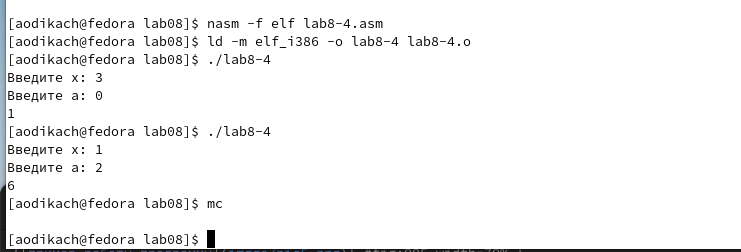 [aodikach@fedora lab08]$ nasm -f elf lab8-4.asm
[aodikach@fedora lab08]$ ld -m elf_i386 -o lab8-4 lab8-4.o
[aodikach@fedora lab08]$ ./lab8-4
Введите x: 3
Введите a: 0
1
[aodikach@fedora lab08]$ ./lab8-4
Введите x: 1
Введите a: 2
6
[aodikach@fedora lab08]$ mc
[aodikach@fedora lab08]$